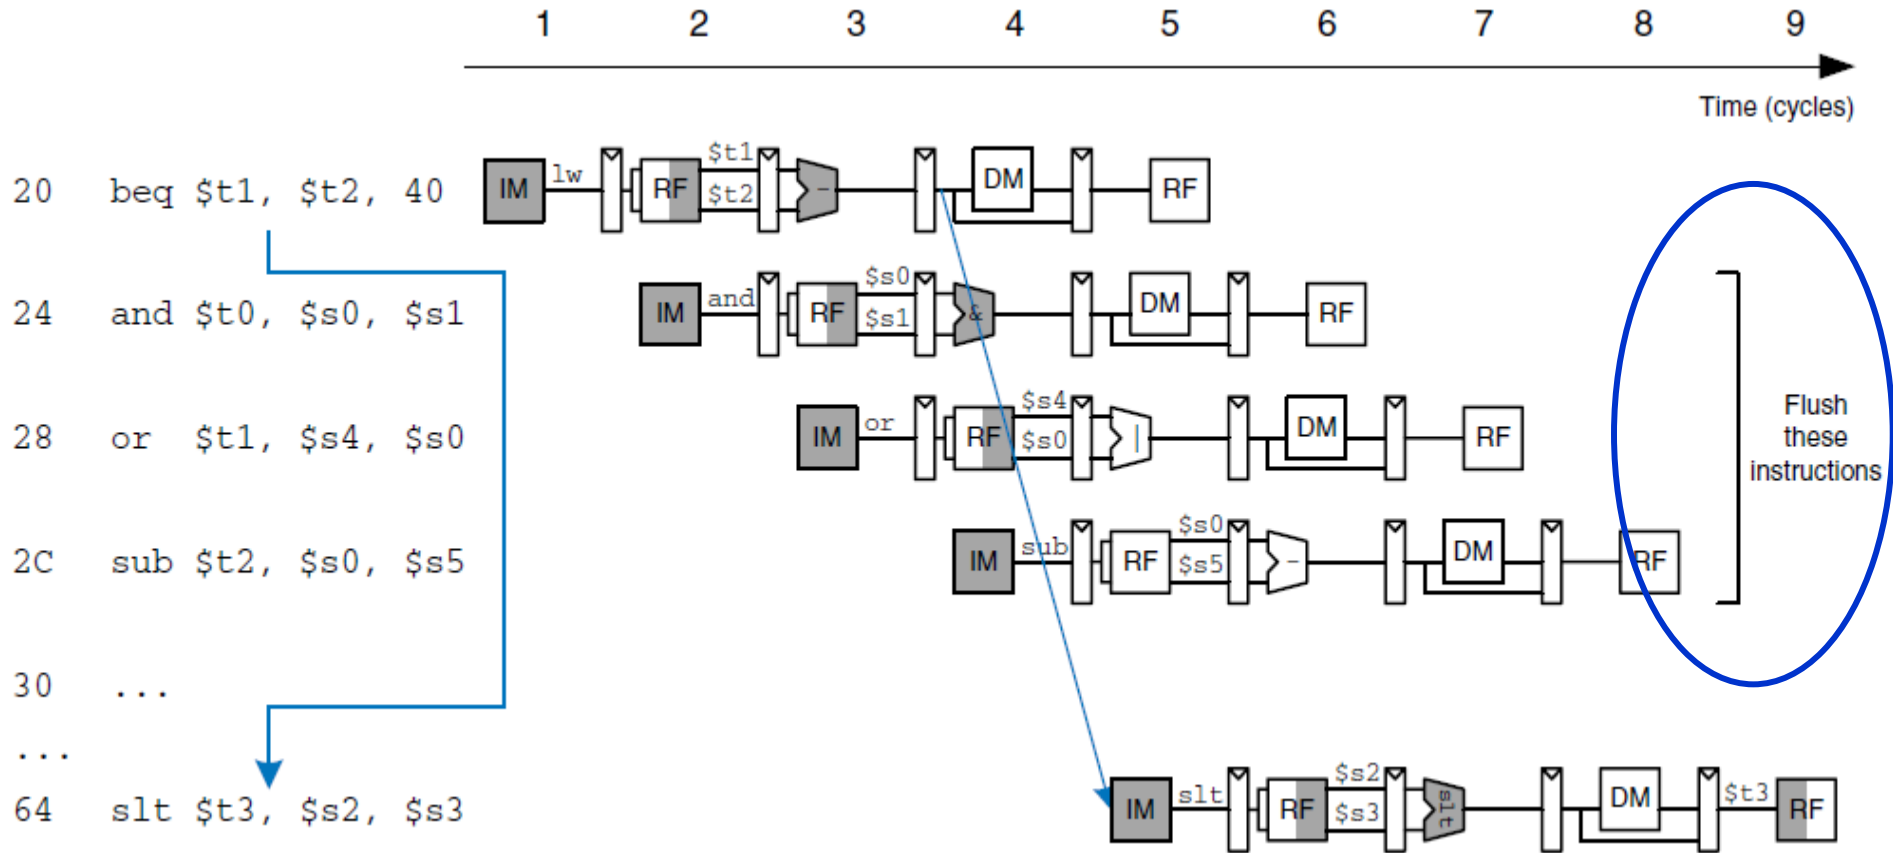 1 2 3 4 5 6 7 8 9
Time (cycles)
20 beq $t1, $t2, 40
IM lw RF $t1 $t2 - DM RF
24 and $t0, $s0, $s1
IM and RF $s0 $s1 & DM RF
28 or $t1, $s4, $s0
IM or RF $s4 $s0 | DM RF
2C sub $t2, $s0, $s5
IM sub RF $s0 $s5 - DM RF
Flush
these
instructions
30 ...
...
64 slt $t3, $s2, $s3
IM slt RF $s2 $s3 slt DM $t3 RF